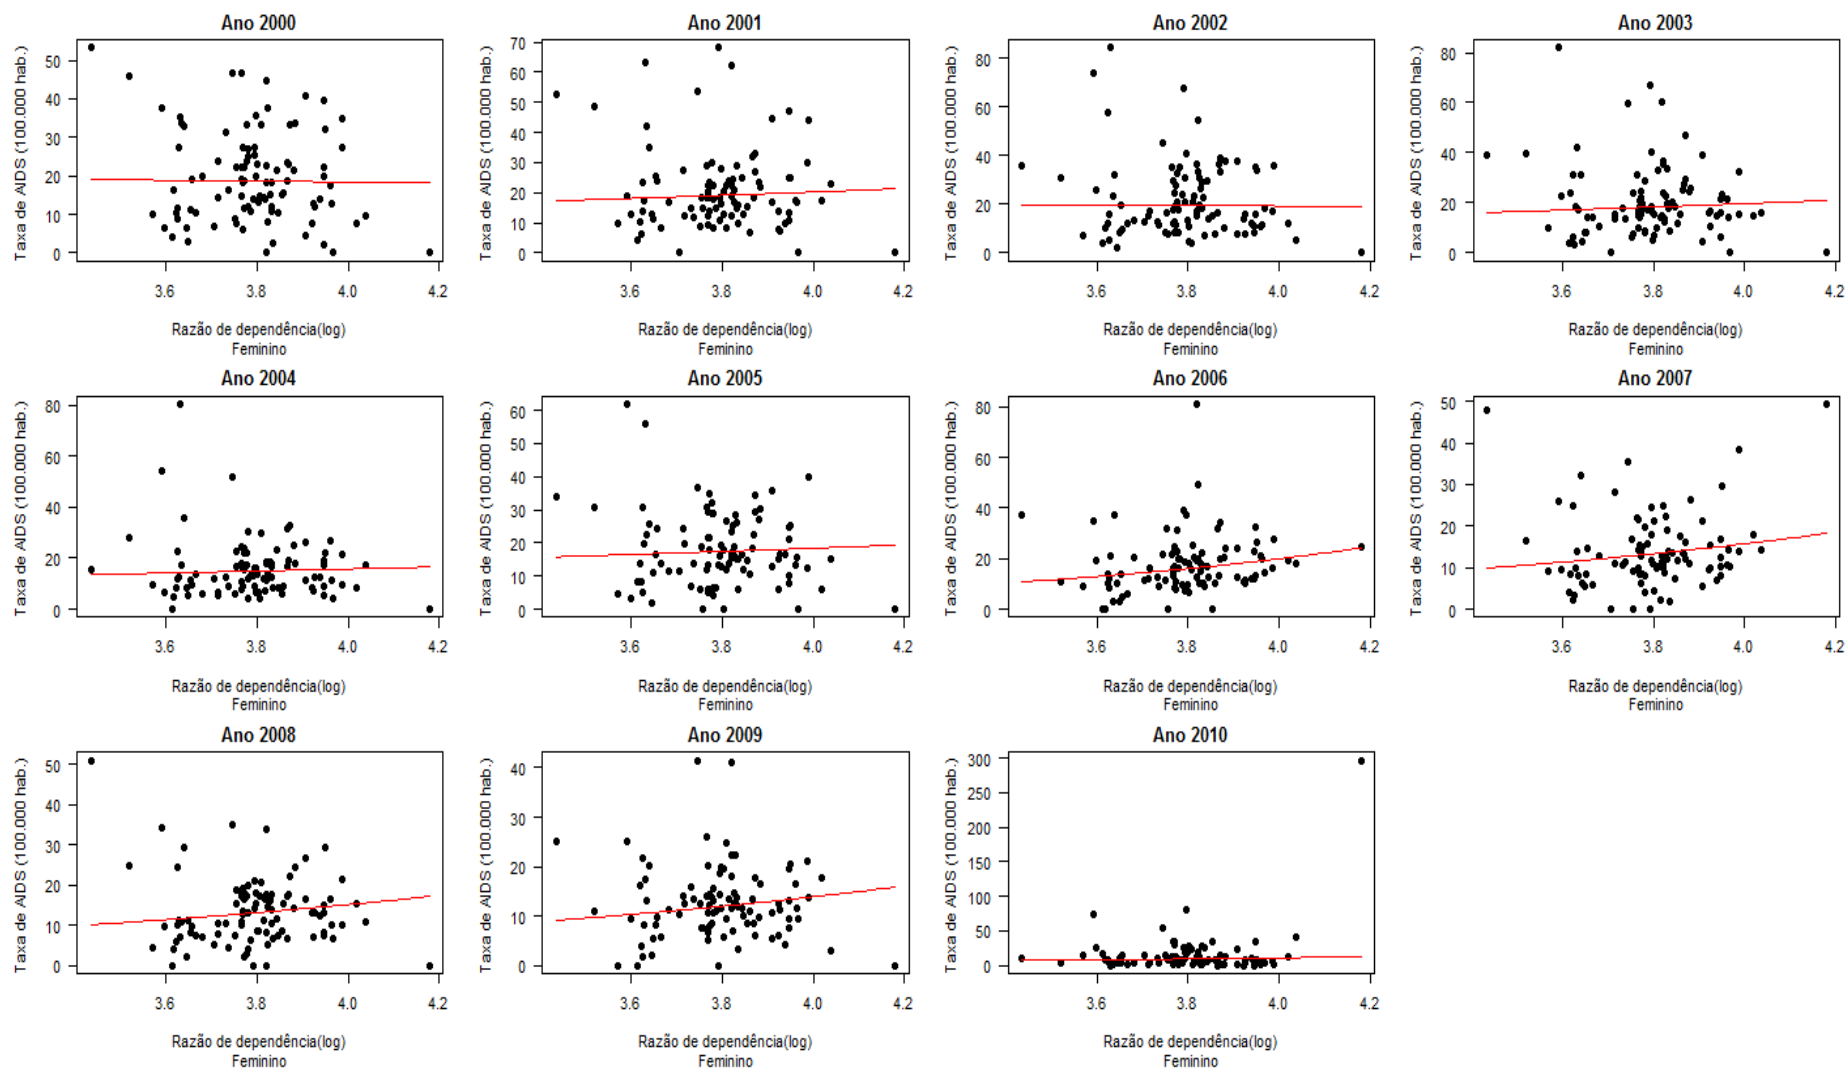 Ano 2000
Taxa de AIDS (100.000 hab.)
50
40
30
20
10
0
3.6 3.8 4.0 4.2
Razão de dependência(log)
Feminino
Ano 2001
Taxa de AIDS (100.000 hab.)
70
60
50
40
30
20
10
0
3.6 3.8 4.0 4.2
Razão de dependência(log)
Feminino
Ano 2002
Taxa de AIDS (100.000 hab.)
80
60
40
20
0
3.6 3.8 4.0 4.2
Razão de dependência(log)
Feminino
Ano 2003
Taxa de AIDS (100.000 hab.)
80
60
40
20
0
3.6 3.8 4.0 4.2
Razão de dependência(log)
Feminino
Ano 2004
Taxa de AIDS (100.000 hab.)
80
60
40
20
0
3.6 3.8 4.0 4.2
Razão de dependência(log)
Feminino
Ano 2005
Taxa de AIDS (100.000 hab.)
60
50
40
30
20
10
0
3.6 3.8 4.0 4.2
Razão de dependência(log)
Feminino
Ano 2006
Taxa de AIDS (100.000 hab.)
80
60
40
20
0
3.6 3.8 4.0 4.2
Razão de dependência(log)
Feminino
Ano 2007
Taxa de AIDS (100.000 hab.)
50
40
30
20
10
0
3.6 3.8 4.0 4.2
Razão de dependência(log)
Feminino
Ano 2008
Taxa de AIDS (100.000 hab.)
50
40
30
20
10
0
3.6 3.8 4.0 4.2
Razão de dependência(log)
Feminino
Ano 2009
Taxa de AIDS (100.000 hab.)
40
30
20
10
0
3.6 3.8 4.0 4.2
Razão de dependência(log)
Feminino
Ano 2010
Taxa de AIDS (100.000 hab.)
300
250
200
150
100
50
0
3.6 3.8 4.0 4.2
Razão de dependência(log)
Feminino